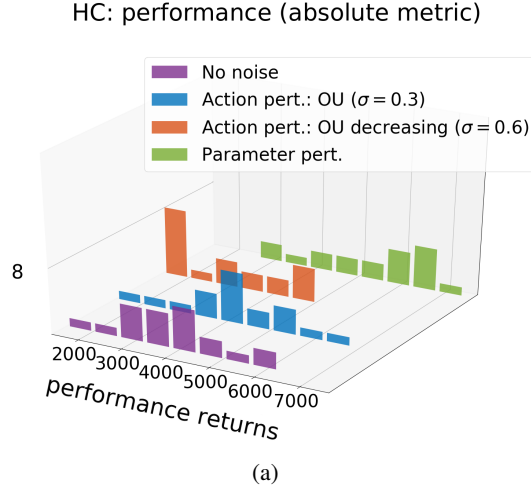 HC: performance (absolute metric)
No noise
Action pert.: OU (σ = 0.3)
Action pert.: OU decreasing (σ = 0.6)
Parameter pert.
8
2000
3000
4000
5000
6000
7000
performance returns
(a)